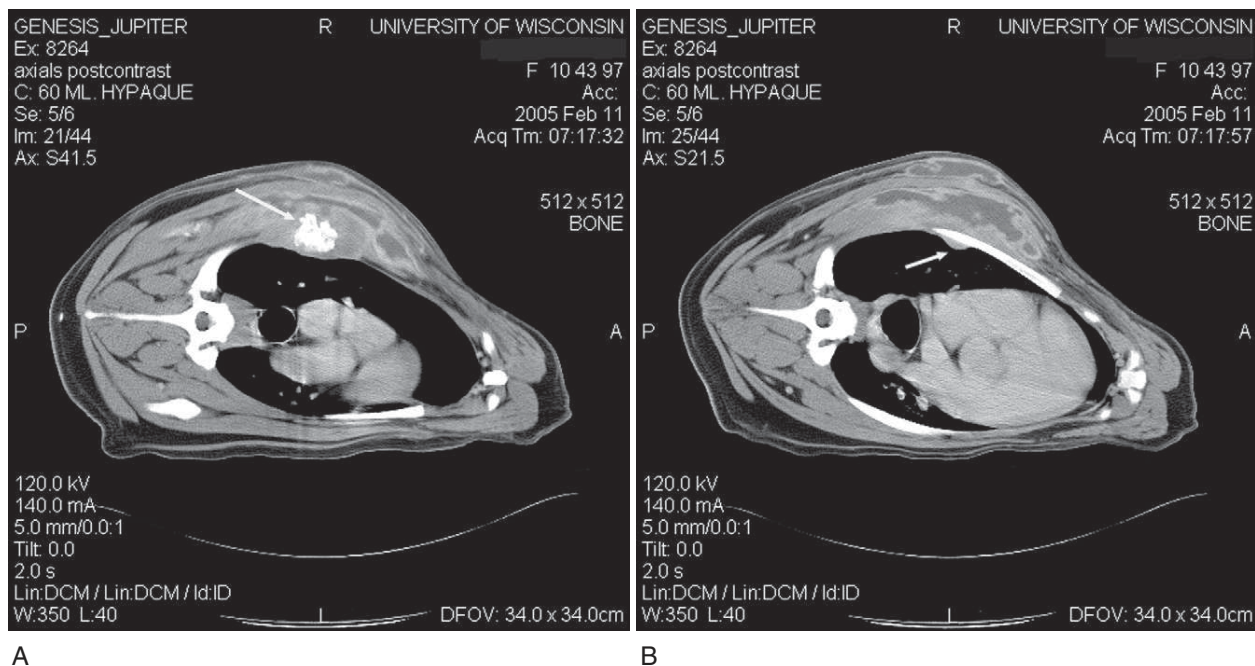 GENESIS_JUPITER R UNIVERSITY OF WISCONSIN
Ex: 8264
axials postcontrast F 10 43 97
C: 60 ML. HYPAQUE Acc:
Se: 5/6 2005 Feb 11
Im: 21/44 Acq Tm: 07:17:32
Ax: S41.5
512 x 512
BONE
P A
120.0 kV
140.0 mA
5.0 mm/0.0:1
Tilt: 0.0
2.0 s
Lin:DCM / Lin:DCM / Id:ID
W:350 L:40 L DFOV: 34.0 x 34.0cm
A
GENESIS_JUPITER R UNIVERSITY OF WISCONSIN
Ex: 8264
axials postcontrast F 10 43 97
C: 60 ML. HYPAQUE Acc:
Se: 5/6 2005 Feb 11
Im: 25/44 Acq Tm: 07:17:57
Ax: S21.5
512 x 512
BONE
P A
120.0 kV
140.0 mA
5.0 mm/0.0:1
Tilt: 0.0
2.0 s
Lin:DCM / Lin:DCM / Id:ID
W:350 L:40 L DFOV: 34.0 x 34.0cm
B